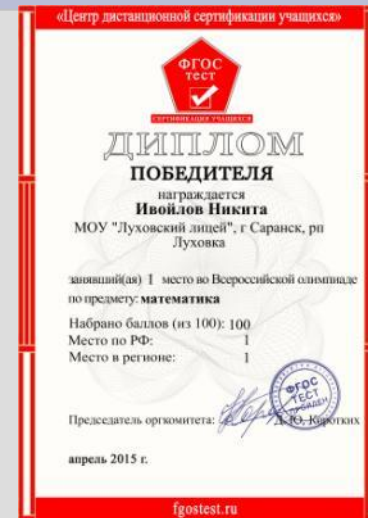 «Центр дистанционной сертификации учащихся»
ФГОС
ТЕСТ
СЕРТИФИКАЦИЯ УЧАЩИХСЯ
ДИПЛОМ
ПОБЕДИТЕЛЯ
награждается
Ивойлов Никита
МОУ "Луховский лицей", г Саранск, рп
Луховка
занявший(ая) 1 место во Всероссийской олимпиаде
по предмету: математика
Набрано баллов (из 100): 100
Место по РФ: 1
Место в регионе: 1
ФГОС
ТЕСТ
Председатель оргкомитета: Д.Ю. Коротких
апрель 2015 г.
fgostest.ru